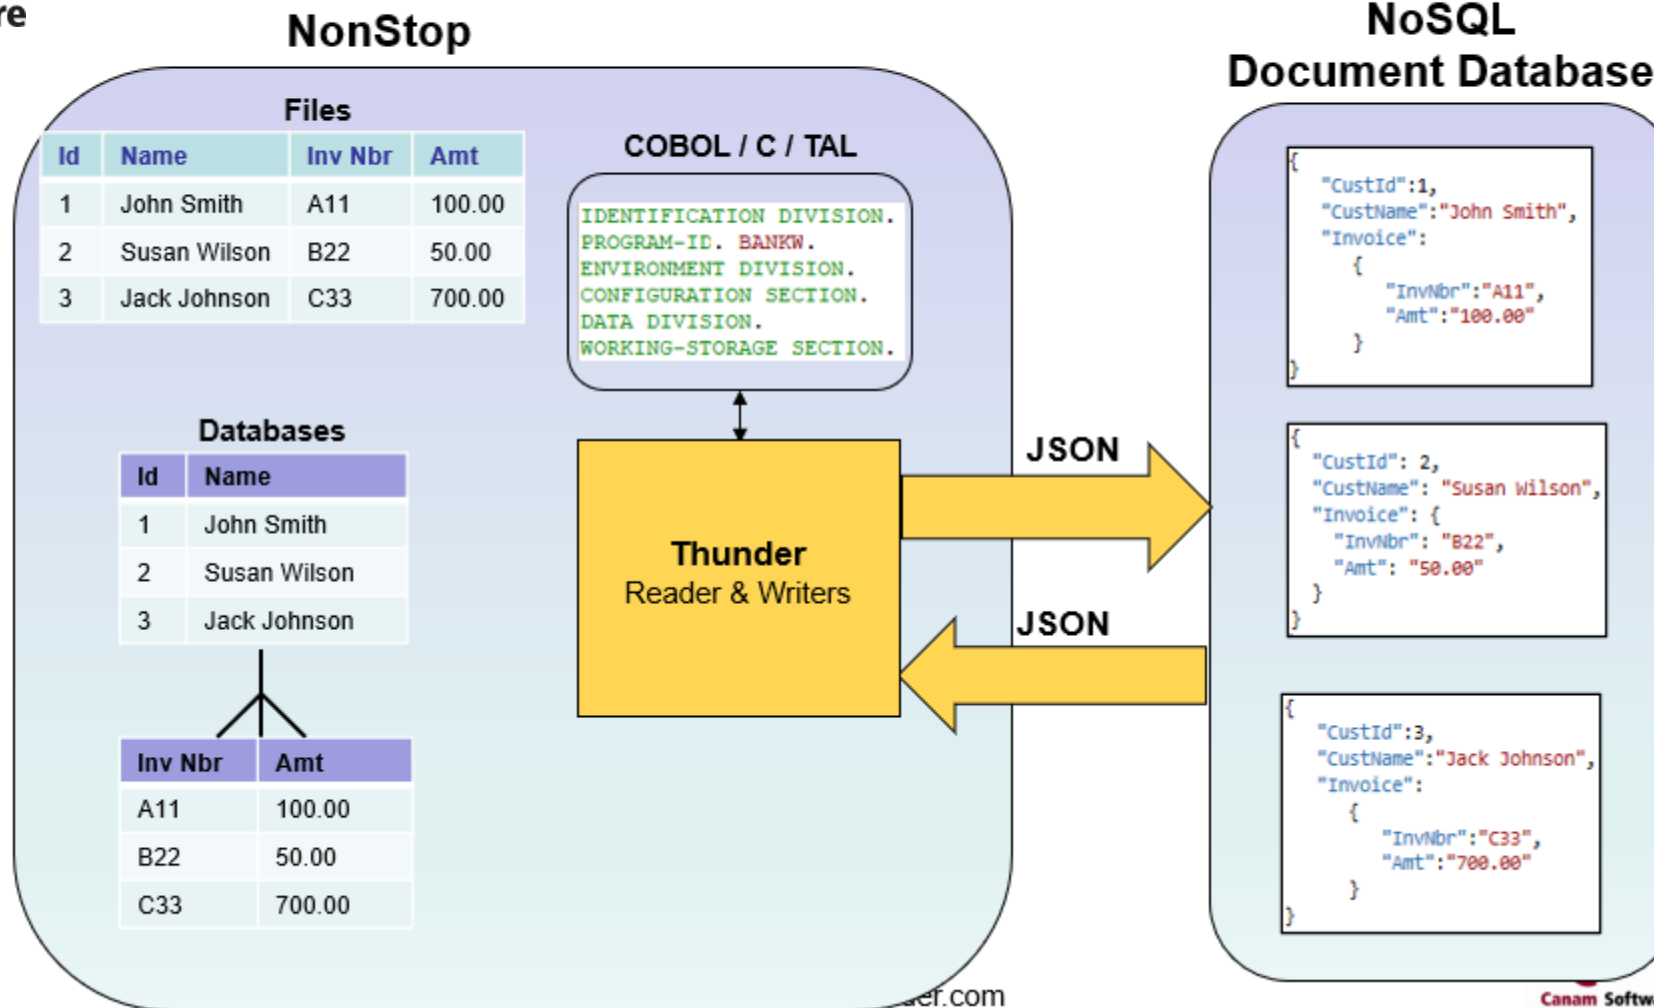 re
NonStop
NoSQL
Document Database
Files
Id Name Inv Nbr Amt
1 John Smith A11 100.00
2 Susan Wilson B22 50.00
3 Jack Johnson C33 700.00
COBOL / C / TAL
IDENTIFICATION DIVISION.
PROGRAM-ID. BANKW.
ENVIRONMENT DIVISION.
CONFIGURATION SECTION.
DATA DIVISION.
WORKING-STORAGE SECTION.
Databases
Id Name
1 John Smith
2 Susan Wilson
3 Jack Johnson
Inv Nbr Amt
A11 100.00
B22 50.00
C33 700.00
Thunder
Reader & Writers
JSON
JSON
{
"CustId":1,
"CustName":"John Smith",
"Invoice":
{
"InvNbr":"A11",
"Amt":"100.00"
}
}
{
"CustId": 2,
"CustName": "Susan Wilson",
"Invoice": {
"InvNbr": "B22",
"Amt": "50.00"
}
}
{
"CustId":3,
"CustName":"Jack Johnson",
"Invoice":
{
"InvNbr":"C33",
"Amt":"700.00"
}
}
der.com
Canam Softw